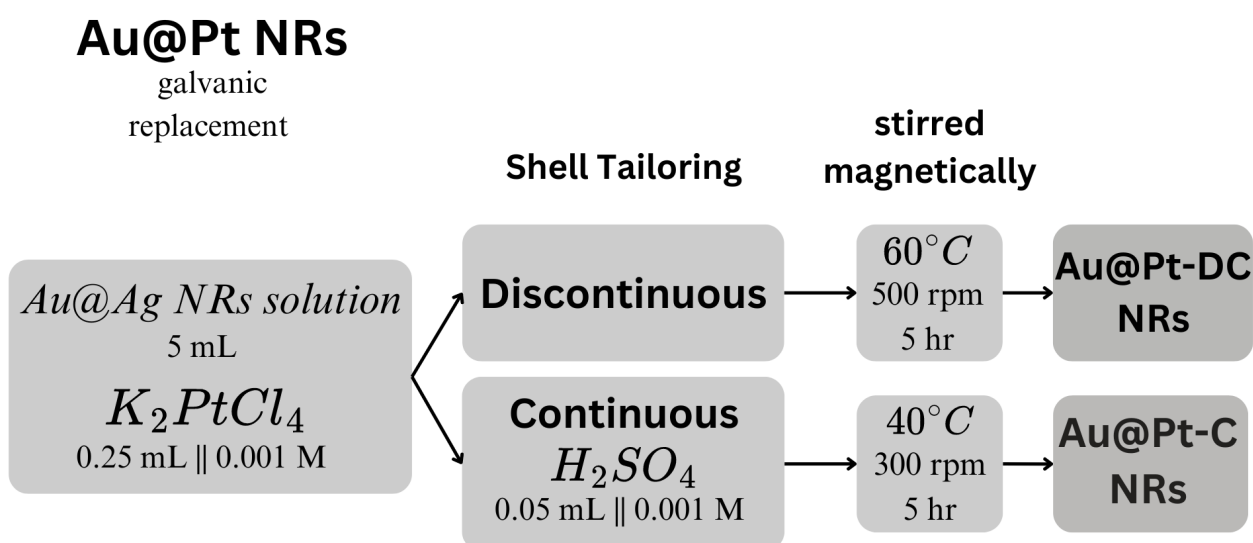 Au@Pt NRs
galvanic
replacement
Shell Tailoring
stirred
magnetically
Au@Ag NRs solution
5 mL
K₂PtCl₄
0.25 mL || 0.001 M
Discontinuous
60°C
500 rpm
5 hr
Au@Pt-DC
NRs
Continuous
H₂SO₄
0.05 mL || 0.001 M
40°C
300 rpm
5 hr
Au@Pt-C
NRs